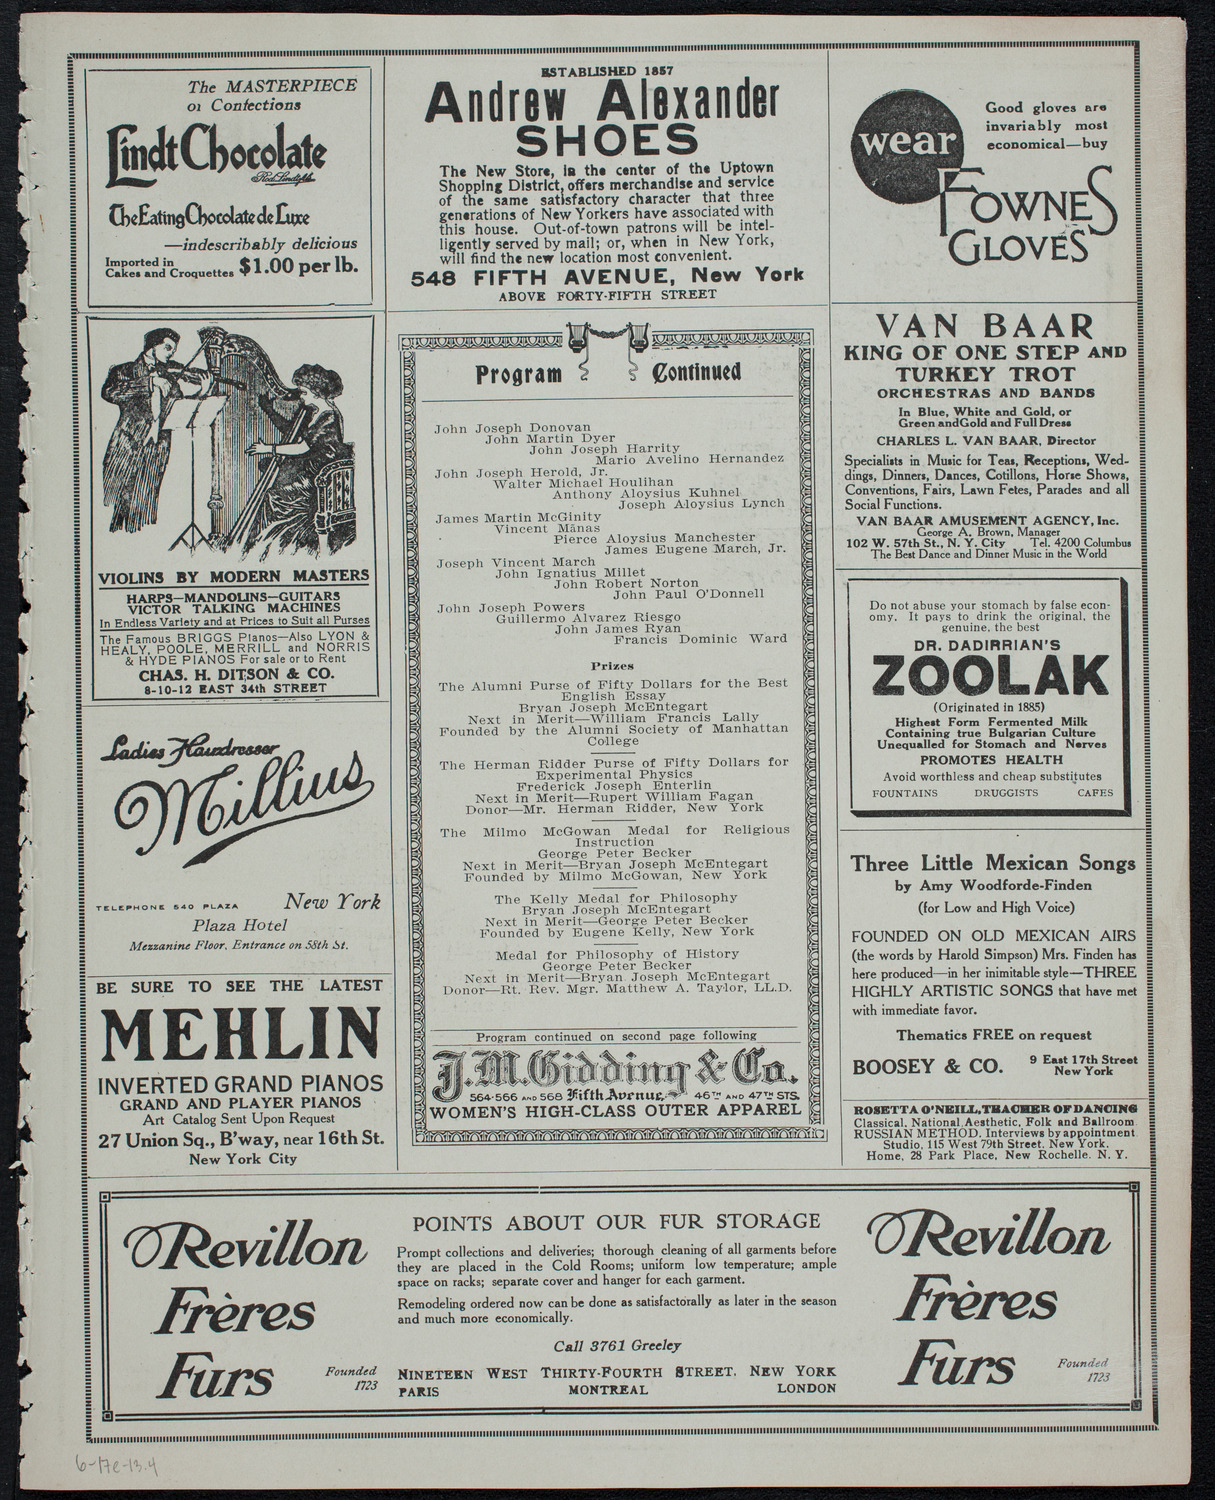 The MASTERPIECE
of Confections
Lindt Chocolate
Rod. Lindt fils
The Eating Chocolate de Luxe
—indescribably delicious
Imported in
Cakes and Croquettes $1.00 per lb.
ESTABLISHED 1857
Andrew Alexander
SHOES
The New Store, in the center of the Uptown
Shopping District, offers merchandise and service
of the same satisfactory character that three
generations of New Yorkers have associated with
this house. Out-of-town patrons will be intel-
ligently served by mail; or, when in New York,
will find the new location most convenient.
548 FIFTH AVENUE, New York
ABOVE FORTY-FIFTH STREET
wear
Good gloves are
invariably most
economical—buy
FOWNES
GLOVES
VIOLINS BY MODERN MASTERS
HARPS—MANDOLINS—GUITARS
VICTOR TALKING MACHINES
In Endless Variety and at Prices to Suit all Purses
The Famous BRIGGS Pianos—Also LYON &
HEALY, POOLE, MERRILL and NORRIS
& HYDE PIANOS For sale or to Rent
CHAS. H. DITSON & CO.
8-10-12 EAST 34th STREET
Ladies Hairdresser
Millius
TELEPHONE 540 PLAZA New York
Plaza Hotel
Mezzanine Floor, Entrance on 58th St.
BE SURE TO SEE THE LATEST
MEHLIN
INVERTED GRAND PIANOS
GRAND AND PLAYER PIANOS
Art Catalog Sent Upon Request
27 Union Sq., B'way, near 16th St.
New York City
Program Continued
John Joseph Donovan
John Martin Dyer
John Joseph Harrity
Mario Avelino Hernandez
John Joseph Herold, Jr.
Walter Michael Houlihan
Anthony Aloysius Kuhnel
Joseph Aloysius Lynch
James Martin McGinity
Vincent Mànas
Pierce Aloysius Manchester
James Eugene March, Jr.
Joseph Vincent March
John Ignatius Millet
John Robert Norton
John Paul O'Donnell
John Joseph Powers
Guillermo Alvarez Riesgo
John James Ryan
Francis Dominic Ward
Prizes
The Alumni Purse of Fifty Dollars for the Best
English Essay
Bryan Joseph McEntegart
Next in Merit—William Francis Lally
Founded by the Alumni Society of Manhattan
College
The Herman Ridder Purse of Fifty Dollars for
Experimental Physics
Frederick Joseph Enterlin
Next in Merit—Rupert William Fagan
Donor—Mr. Herman Ridder, New York
The Milmo McGowan Medal for Religious
Instruction
George Peter Becker
Next in Merit—Bryan Joseph McEntegart
Founded by Milmo McGowan, New York
The Kelly Medal for Philosophy
Bryan Joseph McEntegart
Next in Merit—George Peter Becker
Founded by Eugene Kelly, New York
Medal for Philosophy of History
George Peter Becker
Next in Merit—Bryan Joseph McEntegart
Donor—Rt. Rev. Mgr. Matthew A. Taylor, LL.D.
Program continued on second page following
J.M. Gidding & Co.
564-566 AND 568 Fifth Avenue, 46TH AND 47TH STS.
WOMEN'S HIGH-CLASS OUTER APPAREL
VAN BAAR
KING OF ONE STEP AND
TURKEY TROT
ORCHESTRAS AND BANDS
In Blue, White and Gold, or
Green and Gold and Full Dress
CHARLES L. VAN BAAR, Director
Specialists in Music for Teas, Receptions, Wed-
dings, Dinners, Dances, Cotillons, Horse Shows,
Conventions, Fairs, Lawn Fetes, Parades and all
Social Functions.
VAN BAAR AMUSEMENT AGENCY, Inc.
George A. Brown, Manager
102 W. 57th St., N. Y. City Tel. 4200 Columbus
The Best Dance and Dinner Music in the World
Do not abuse your stomach by false econ-
omy. It pays to drink the original, the
genuine, the best
DR. DADIRRIAN'S
ZOOLAK
(Originated in 1885)
Highest Form Fermented Milk
Containing true Bulgarian Culture
Unequalled for Stomach and Nerves
PROMOTES HEALTH
Avoid worthless and cheap substitutes
FOUNTAINS DRUGGISTS CAFES
Three Little Mexican Songs
by Amy Woodforde-Finden
(for Low and High Voice)
FOUNDED ON OLD MEXICAN AIRS
(the words by Harold Simpson) Mrs. Finden has
here produced—in her inimitable style—THREE
HIGHLY ARTISTIC SONGS that have met
with immediate favor.
Thematics FREE on request
BOOSEY & CO. 9 East 17th Street
New York
ROSETTA O'NEILL, TEACHER OF DANCING
Classical, National, Aesthetic, Folk and Ballroom
RUSSIAN METHOD. Interviews by appointment
Studio, 115 West 79th Street. New York.
Home, 28 Park Place, New Rochelle. N. Y.
Revillon
Frères
Furs
Founded
1723
POINTS ABOUT OUR FUR STORAGE
Prompt collections and deliveries; thorough cleaning of all garments before
they are placed in the Cold Rooms; uniform low temperature; ample
space on racks; separate cover and hanger for each garment.
Remodeling ordered now can be done as satisfactorally as later in the season
and much more economically.
Call 3761 Greeley
NINETEEN WEST THIRTY-FOURTH STREET, NEW YORK
PARIS MONTREAL LONDON
Revillon
Frères
Furs
Founded
1723
6-17e-13.4